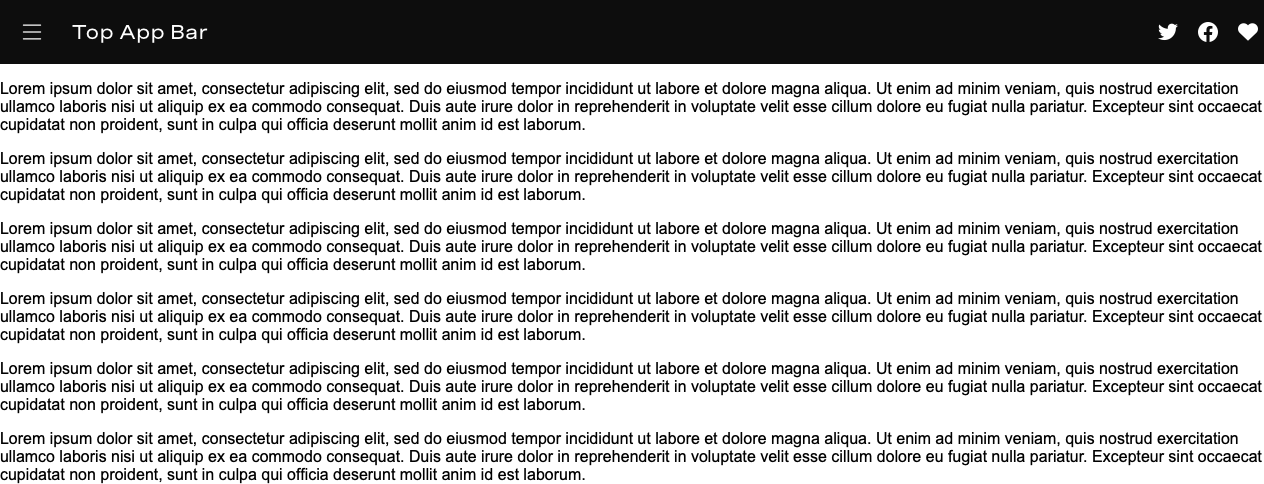 Top App Bar
Lorem ipsum dolor sit amet, consectetur adipiscing elit, sed do eiusmod tempor incididunt ut labore et dolore magna aliqua. Ut enim ad minim veniam, quis nostrud exercitation
ullamco laboris nisi ut aliquip ex ea commodo consequat. Duis aute irure dolor in reprehenderit in voluptate velit esse cillum dolore eu fugiat nulla pariatur. Excepteur sint occaecat
cupidatat non proident, sunt in culpa qui officia deserunt mollit anim id est laborum.
Lorem ipsum dolor sit amet, consectetur adipiscing elit, sed do eiusmod tempor incididunt ut labore et dolore magna aliqua. Ut enim ad minim veniam, quis nostrud exercitation
ullamco laboris nisi ut aliquip ex ea commodo consequat. Duis aute irure dolor in reprehenderit in voluptate velit esse cillum dolore eu fugiat nulla pariatur. Excepteur sint occaecat
cupidatat non proident, sunt in culpa qui officia deserunt mollit anim id est laborum.
Lorem ipsum dolor sit amet, consectetur adipiscing elit, sed do eiusmod tempor incididunt ut labore et dolore magna aliqua. Ut enim ad minim veniam, quis nostrud exercitation
ullamco laboris nisi ut aliquip ex ea commodo consequat. Duis aute irure dolor in reprehenderit in voluptate velit esse cillum dolore eu fugiat nulla pariatur. Excepteur sint occaecat
cupidatat non proident, sunt in culpa qui officia deserunt mollit anim id est laborum.
Lorem ipsum dolor sit amet, consectetur adipiscing elit, sed do eiusmod tempor incididunt ut labore et dolore magna aliqua. Ut enim ad minim veniam, quis nostrud exercitation
ullamco laboris nisi ut aliquip ex ea commodo consequat. Duis aute irure dolor in reprehenderit in voluptate velit esse cillum dolore eu fugiat nulla pariatur. Excepteur sint occaecat
cupidatat non proident, sunt in culpa qui officia deserunt mollit anim id est laborum.
Lorem ipsum dolor sit amet, consectetur adipiscing elit, sed do eiusmod tempor incididunt ut labore et dolore magna aliqua. Ut enim ad minim veniam, quis nostrud exercitation
ullamco laboris nisi ut aliquip ex ea commodo consequat. Duis aute irure dolor in reprehenderit in voluptate velit esse cillum dolore eu fugiat nulla pariatur. Excepteur sint occaecat
cupidatat non proident, sunt in culpa qui officia deserunt mollit anim id est laborum.
Lorem ipsum dolor sit amet, consectetur adipiscing elit, sed do eiusmod tempor incididunt ut labore et dolore magna aliqua. Ut enim ad minim veniam, quis nostrud exercitation
ullamco laboris nisi ut aliquip ex ea commodo consequat. Duis aute irure dolor in reprehenderit in voluptate velit esse cillum dolore eu fugiat nulla pariatur. Excepteur sint occaecat
cupidatat non proident, sunt in culpa qui officia deserunt mollit anim id est laborum.